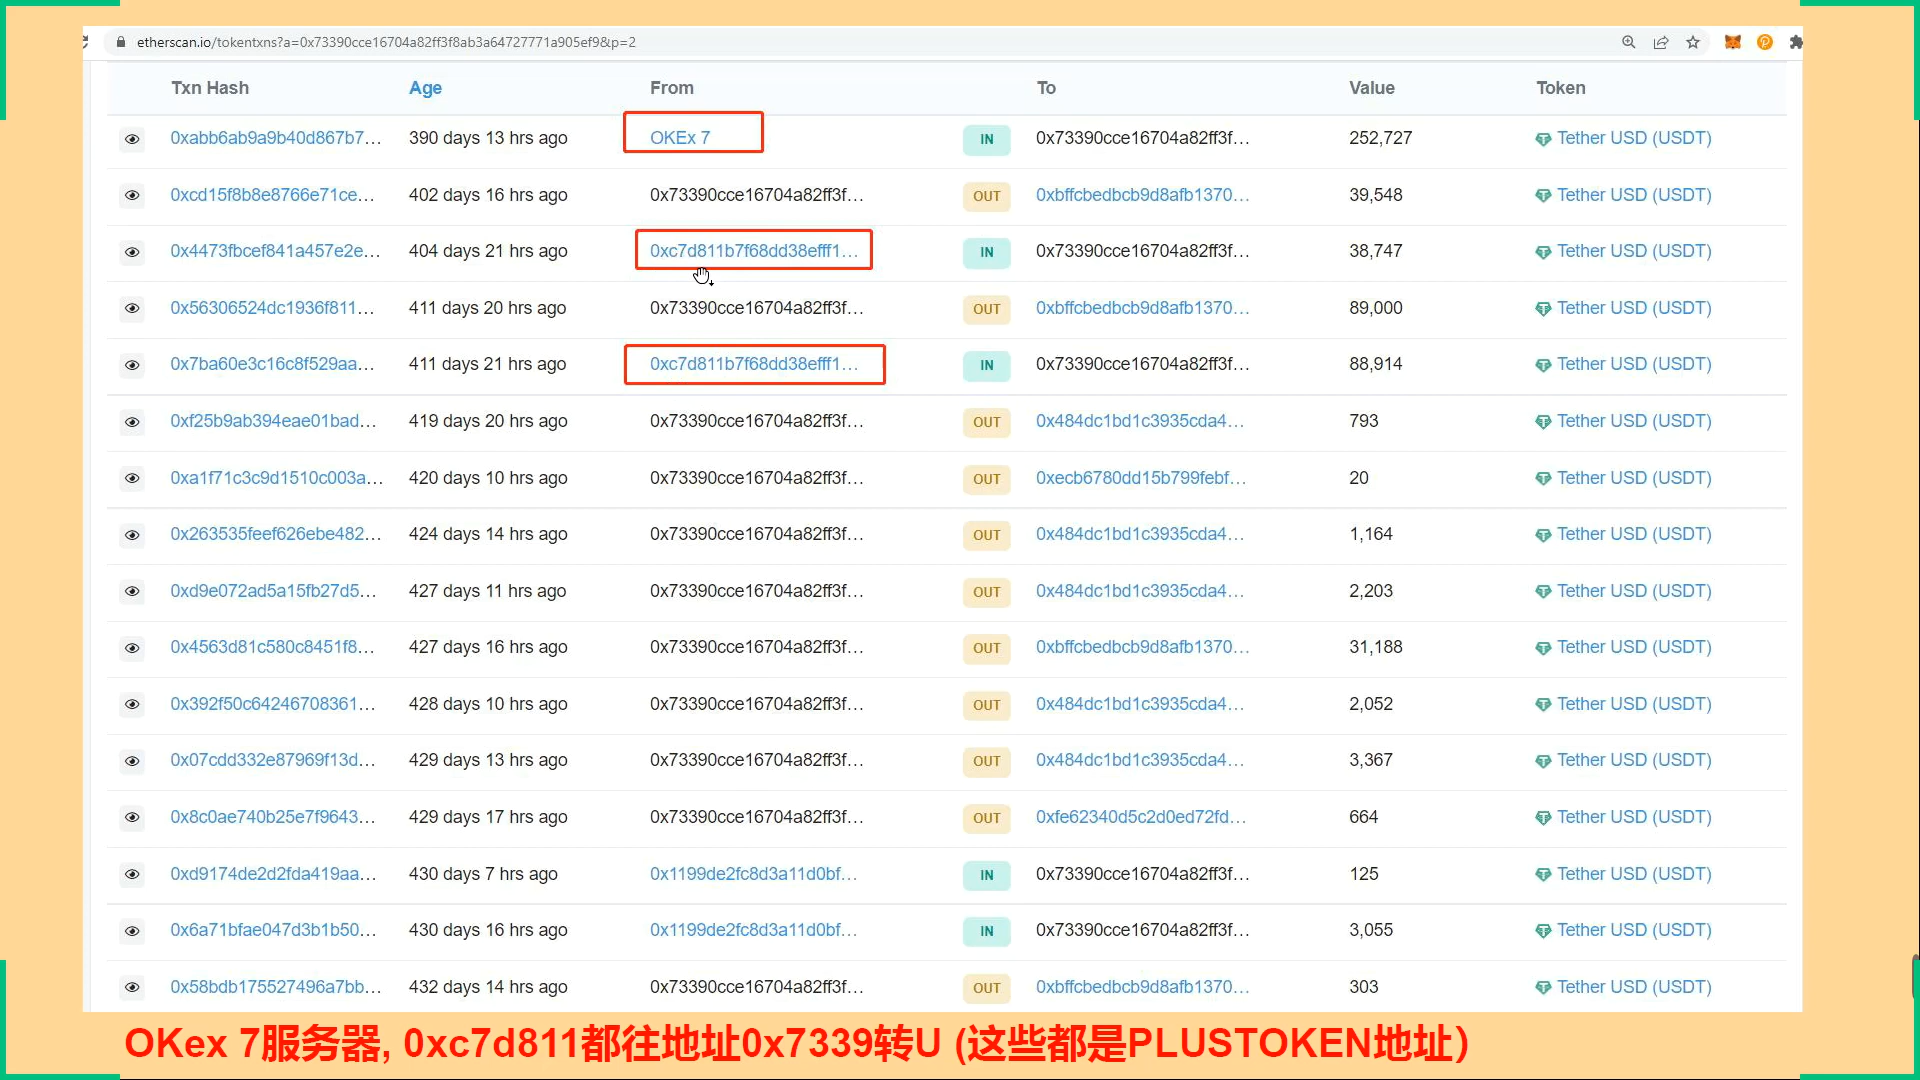 etherscan.io/tokentxns?a=0x73390cce16704a82ff3f8ab3a64727771a905ef9&p=2
Txn Hash Age From To Value Token
0xabb6ab9a9b40d867b7... 390 days 13 hrs ago OKEx 7 IN 0x73390cce16704a82ff3f... 252,727 Tether USD (USDT)
0xcd15f8b8e8766e71ce... 402 days 16 hrs ago 0x73390cce16704a82ff3f... OUT 0xbffcbedbcb9d8afb1370... 39,548 Tether USD (USDT)
0x4473fbcef841a457e2e... 404 days 21 hrs ago 0xc7d811b7f68dd38efff1... IN 0x73390cce16704a82ff3f... 38,747 Tether USD (USDT)
0x56306524dc1936f811... 411 days 20 hrs ago 0x73390cce16704a82ff3f... OUT 0xbffcbedbcb9d8afb1370... 89,000 Tether USD (USDT)
0x7ba60e3c16c8f529aa... 411 days 21 hrs ago 0xc7d811b7f68dd38efff1... IN 0x73390cce16704a82ff3f... 88,914 Tether USD (USDT)
0xf25b9ab394eae01bad... 419 days 20 hrs ago 0x73390cce16704a82ff3f... OUT 0x484dc1bd1c3935cda4... 793 Tether USD (USDT)
0xa1f71c3c9d1510c003a... 420 days 10 hrs ago 0x73390cce16704a82ff3f... OUT 0xecb6780dd15b799febf... 20 Tether USD (USDT)
0x263535feef626ebe482... 424 days 14 hrs ago 0x73390cce16704a82ff3f... OUT 0x484dc1bd1c3935cda4... 1,164 Tether USD (USDT)
0xd9e072ad5a15fb27d5... 427 days 11 hrs ago 0x73390cce16704a82ff3f... OUT 0x484dc1bd1c3935cda4... 2,203 Tether USD (USDT)
0x4563d81c580c8451f8... 427 days 16 hrs ago 0x73390cce16704a82ff3f... OUT 0xbffcbedbcb9d8afb1370... 31,188 Tether USD (USDT)
0x392f50c64246708361... 428 days 10 hrs ago 0x73390cce16704a82ff3f... OUT 0x484dc1bd1c3935cda4... 2,052 Tether USD (USDT)
0x07cdd332e87969f13d... 429 days 13 hrs ago 0x73390cce16704a82ff3f... OUT 0x484dc1bd1c3935cda4... 3,367 Tether USD (USDT)
0x8c0ae740b25e7f9643... 429 days 17 hrs ago 0x73390cce16704a82ff3f... OUT 0xfe62340d5c2d0ed72fd... 664 Tether USD (USDT)
0xd9174de2d2fda419aa... 430 days 7 hrs ago 0x1199de2fc8d3a11d0bf... IN 0x73390cce16704a82ff3f... 125 Tether USD (USDT)
0x6a71bfae047d3b1b50... 430 days 16 hrs ago 0x1199de2fc8d3a11d0bf... IN 0x73390cce16704a82ff3f... 3,055 Tether USD (USDT)
0x58bdb175527496a7bb... 432 days 14 hrs ago 0x73390cce16704a82ff3f... OUT 0xbffcbedbcb9d8afb1370... 303 Tether USD (USDT)
OKex 7服务器, 0xc7d811都往地址0x7339转U (这些都是PLUSTOKEN地址)